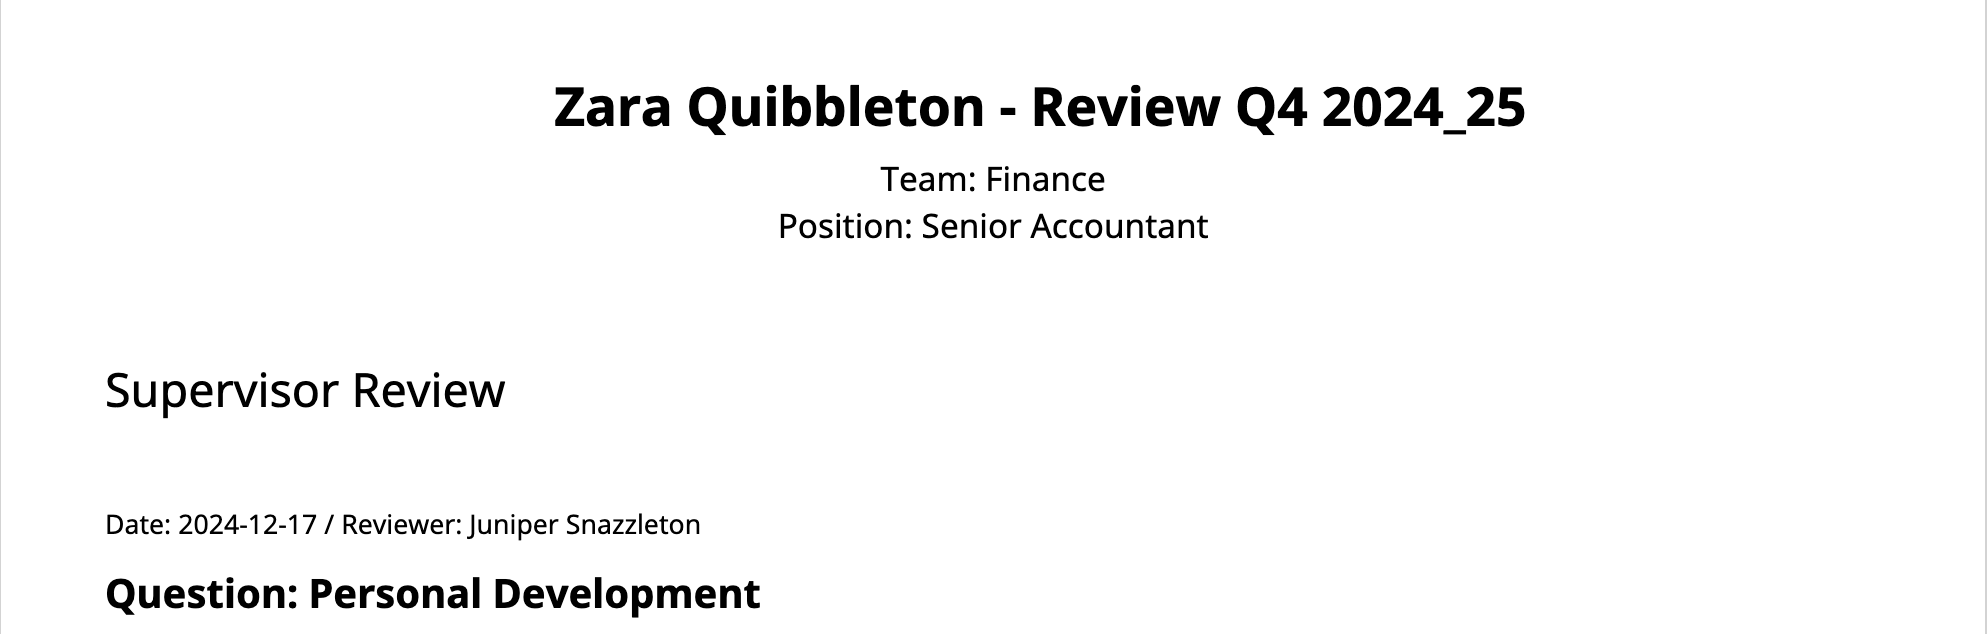 Zara Quibbleton - Review Q4 2024_25
Team: Finance
Position: Senior Accountant
Supervisor Review
Date: 2024-12-17 / Reviewer: Juniper Snazzleton
Question: Personal Development